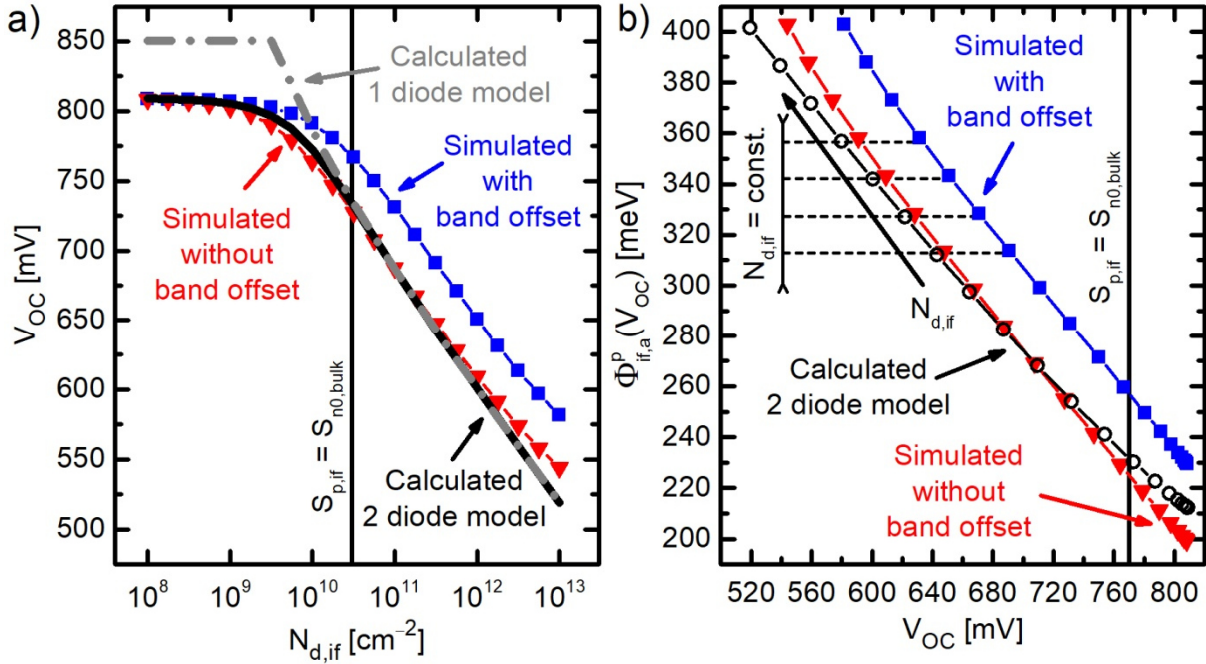 a)
850
800
750
700
650
600
550
500
V_OC [mV]
10^8
10^9
10^10
10^11
10^12
10^13
N_d,if [cm^−2]
Calculated
1 diode model
Simulated
with
band offset
Simulated
without
band offset
S_p,if = S_n0,bulk
Calculated
2 diode model
b)
400
380
360
340
320
300
280
260
240
220
200
Φ^p_if,a(V_OC) [meV]
520
560
600
640
680
720
760
800
V_OC [mV]
Simulated
with
band offset
N_d,if = const.
N_d,if
S_p,if = S_n0,bulk
Calculated
2 diode model
Simulated
without
band offset